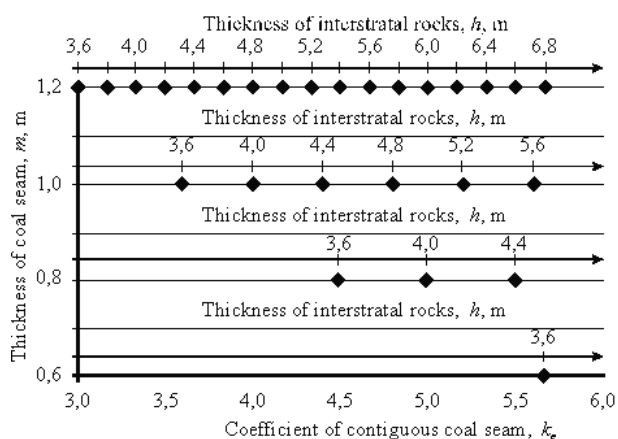 Thickness of interstratal rocks, h, m
3,6 4,0 4,4 4,8 5,2 5,6 6,0 6,4 6,8
1,2
Thickness of interstratal rocks, h, m
3,6 4,0 4,4 4,8 5,2 5,6
1,0
Thickness of interstratal rocks, h, m
3,6 4,0 4,4
0,8
Thickness of interstratal rocks, h, m
3,6
0,6
3,0 3,5 4,0 4,5 5,0 5,5 6,0
Coefficient of contiguous coal seam, kₑ
Thickness of coal seam, m, m